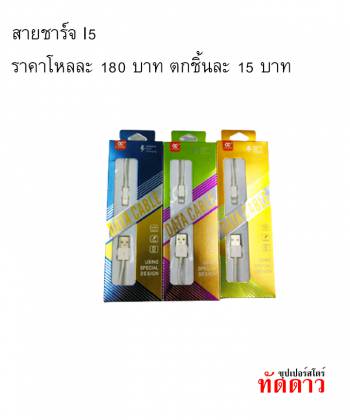 สายชาร์จ I5
ราคาโหลละ 180 บาท ตกชิ้นละ 15 บาท
DATA CABLE
USING
SPECIAL
DESIGN
DATA CABLE
USING
SPECIAL
DESIGN
DATA CABLE
USING
SPECIAL
DESIGN
ซุปเปอร์สโตร์
ทัดดาว